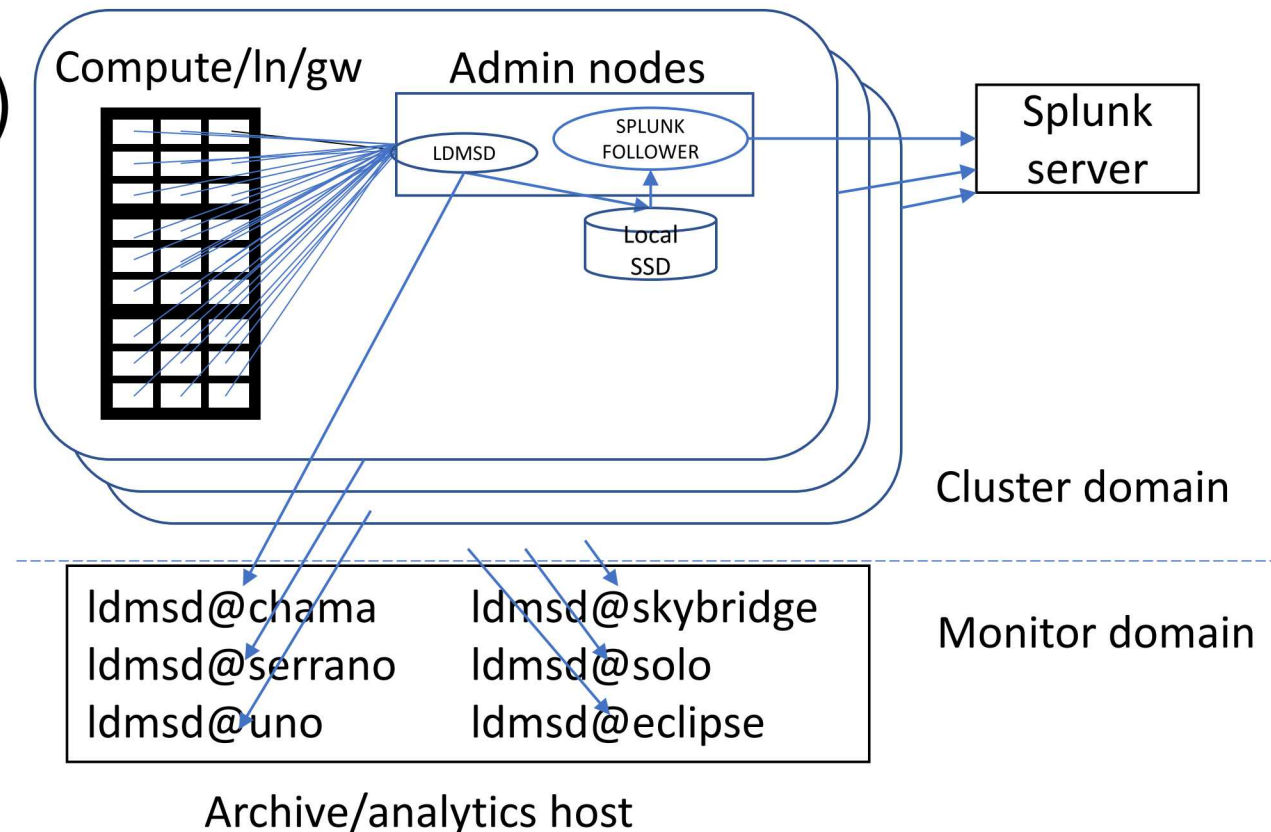 )
Compute/ln/gw
Admin nodes
LDMSD
SPLUNK
FOLLOWER
Local
SSD
Splunk
server
Cluster domain
ldmsd@chama
ldmsd@serrano
ldmsd@uno
ldmsd@skybridge
ldmsd@solo
ldmsd@eclipse
Monitor domain
Archive/analytics host